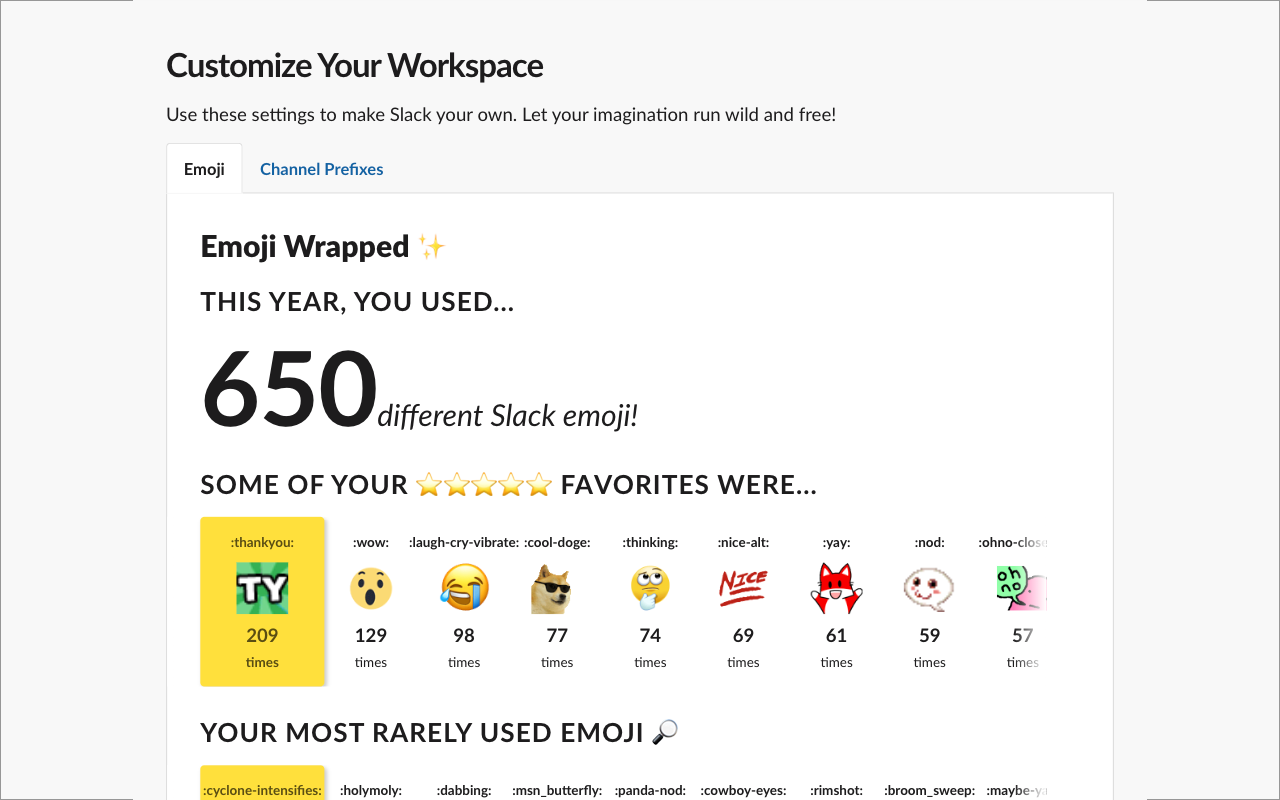 Customize Your Workspace
Use these settings to make Slack your own. Let your imagination run wild and free!
Emoji Channel Prefixes
Emoji Wrapped ✨
THIS YEAR, YOU USED...
650 different Slack emoji!
SOME OF YOUR ⭐⭐⭐⭐⭐ FAVORITES WERE...
:thankyou: :wow: :laugh-cry-vibrate: :cool-doge: :thinking: :nice-alt: :yay: :nod: :ohno-close
TY NICE oh no
209 129 98 77 74 69 61 59 57
times times times times times times times times times
YOUR MOST RARELY USED EMOJI 🔎
:cyclone-intensifies: :holymoly: :dabbing: :msn_butterfly: :panda-nod: :cowboy-eyes: :rimshot: :broom_sweep: :maybe-ya